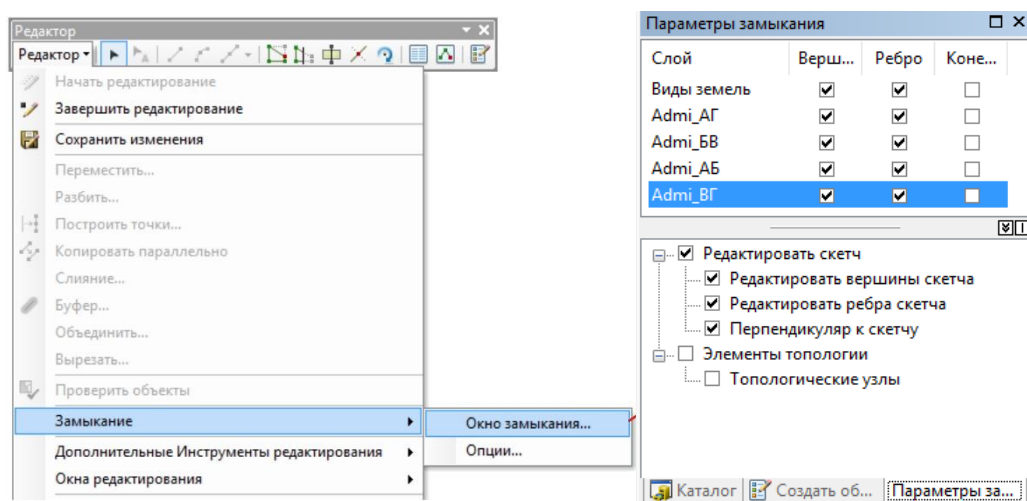 Редактор
Редактор
Начать редактирование
Завершить редактирование
Сохранить изменения
Переместить...
Разбить...
Построить точки...
Копировать параллельно
Слияние...
Буфер...
Объединить...
Вырезать...
Проверить объекты
Замыкание
Дополнительные Инструменты редактирования
Окна редактирования
Окно замыкания...
Опции...
Параметры замыкания
Слой Верш... Ребро Коне...
Виды земель
Admi_АГ
Admi_БВ
Admi_АБ
Admi_ВГ
Редактировать скетч
Редактировать вершины скетча
Редактировать ребра скетча
Перпендикуляр к скетчу
Элементы топологии
Топологические узлы
Каталог Создать об... Параметры за...